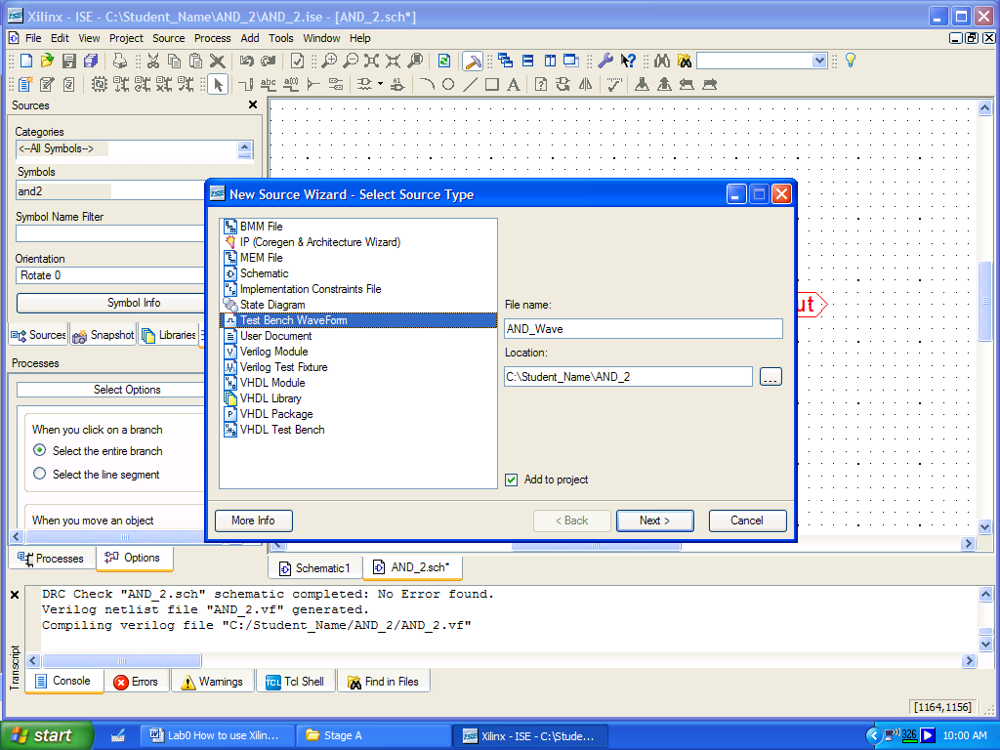 Xilinx - ISE - C:\Student_Name\AND_2\AND_2.ise - [AND_2.sch*]
File Edit View Project Source Process Add Tools Window Help
Sources
Categories
<--All Symbols-->
Symbols
and2
Symbol Name Filter
Orientation
Rotate 0
Symbol Info
Sources Snapshot Libraries
Processes
Select Options
When you click on a branch
Select the entire branch
Select the line segment
When you move an object
Processes Options
New Source Wizard - Select Source Type
BMM File
IP (Coregen & Architecture Wizard)
MEM File
Schematic
Implementation Constraints File
State Diagram
Test Bench WaveForm
User Document
Verilog Module
Verilog Test Fixture
VHDL Module
VHDL Library
VHDL Package
VHDL Test Bench
File name:
AND_Wave
Location:
C:\Student_Name\AND_2
...
Add to project
More Info < Back Next > Cancel
ut
Schematic1 AND_2.sch*
DRC Check "AND_2.sch" schematic completed: No Error found.
Verilog netlist file "AND_2.vf" generated.
Compiling verilog file "C:/Student_Name/AND_2/AND_2.vf"
Transcript
Console Errors Warnings TCL Tcl Shell Find in Files
[1164,1156]
start Lab0 How to use Xilin... Stage A Xilinx - ISE - C:\Stude... 326 10:00 AM